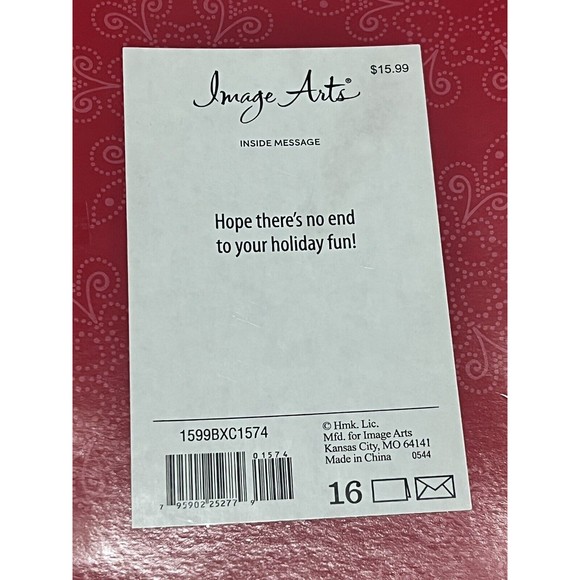 Image Arts®
$15.99
INSIDE MESSAGE
Hope there's no end
to your holiday fun!
1599BXC1574
01574
7 95902 25277 9
© Hmk. Lic.
Mfd. for Image Arts
Kansas City, MO 64141
Made in China 0544
16